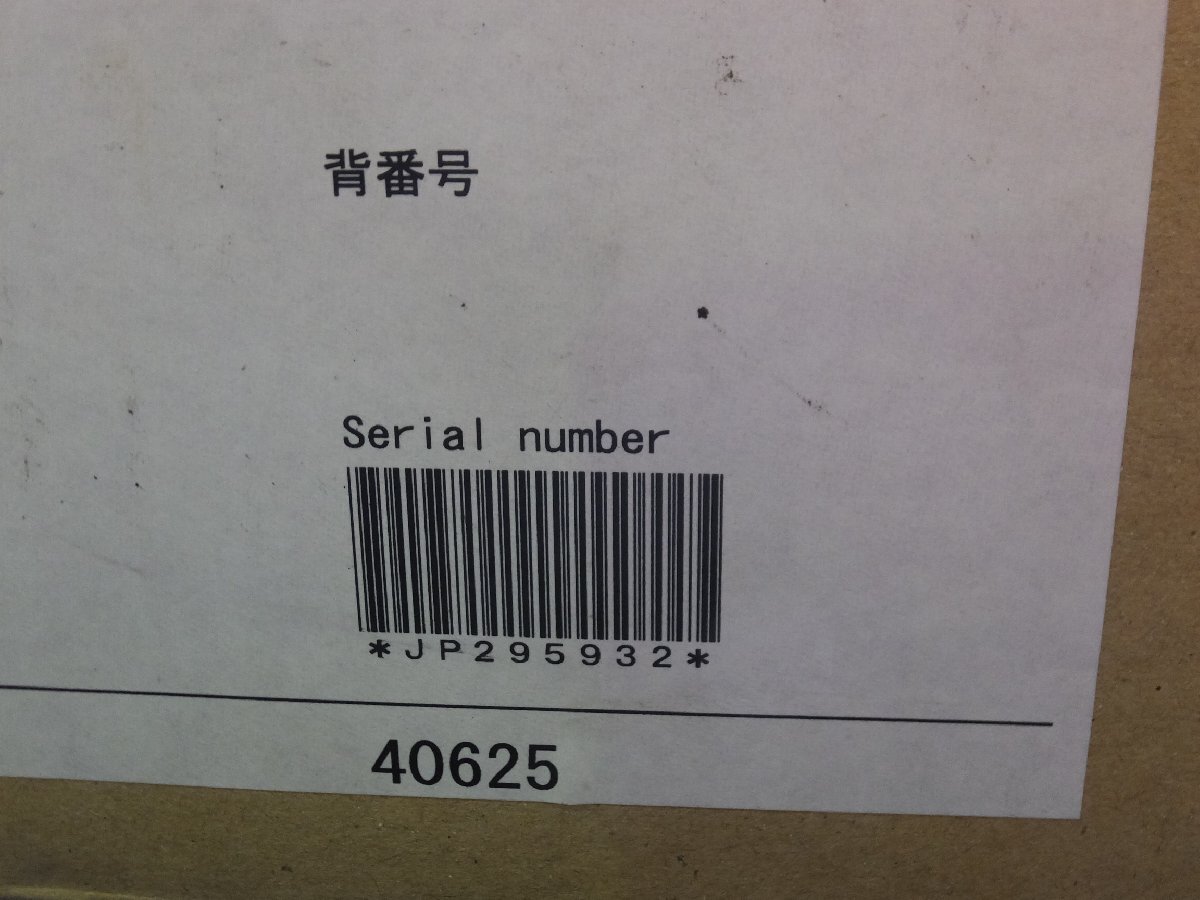 背番号
Serial number
*JP295932*
40625